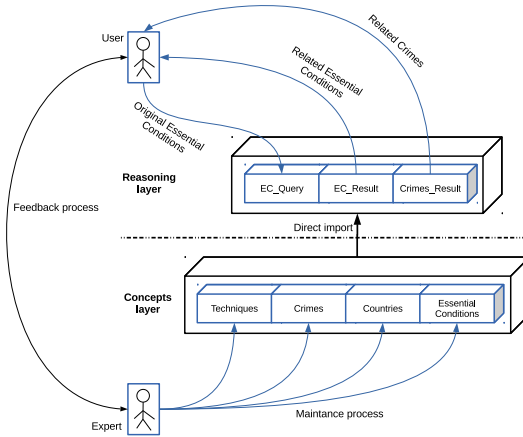 User
Related Crimes
Related Essential
Conditions
Original Essential
Conditions
Reasoning
layer
EC_Query
EC_Result
Crimes_Result
Feedback process
Direct import
Concepts
layer
Techniques
Crimes
Countries
Essential
Conditions
Maintance process
Expert